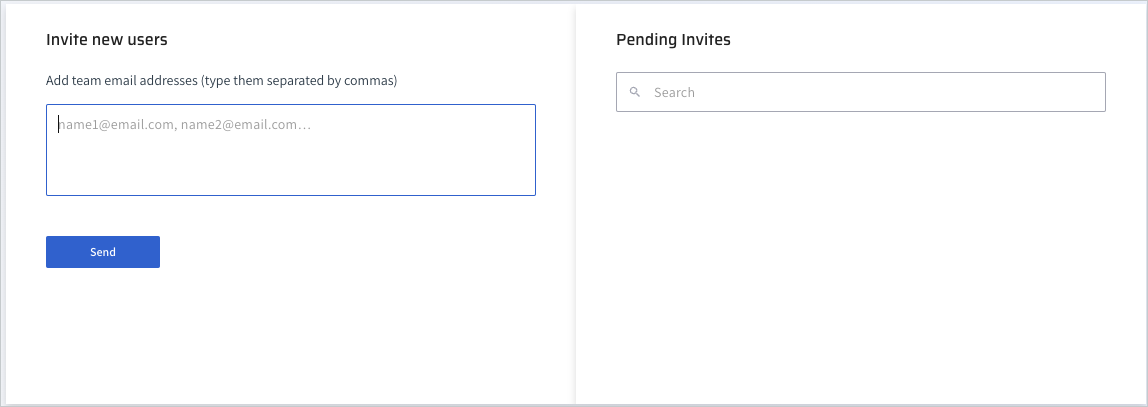 Invite new users
Add team email addresses (type them separated by commas)
name1@email.com, name2@email.com...
Send
Pending Invites
Search